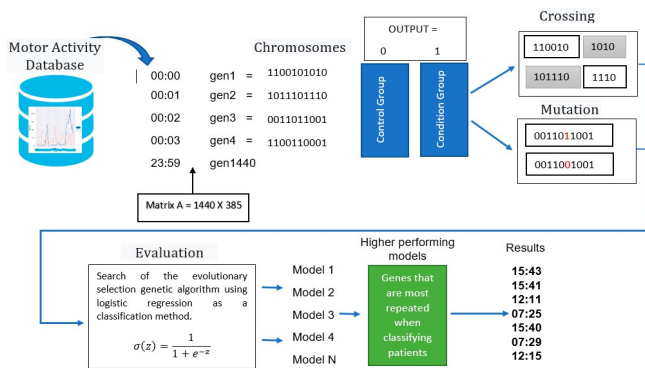 Motor Activity
Database
Chromosomes
00:00 gen1 = 1100101010
00:01 gen2 = 1011101110
00:02 gen3 = 0011011001
00:03 gen4 = 1100110001
23:59 gen1440
Matrix A = 1440 X 385
OUTPUT =
0 1
Control Group
Condition Group
Crossing
110010 1010
101110 1110
Mutation
0011011001
0011001001
Evaluation
Search of the evolutionary
selection genetic algorithm using
logistic regression as a
classification method.
σ(z) = 1 / (1 + e^{-z})
Model 1
Model 2
Model 3
Model 4
Model N
Higher performing
models
Genes that
are most
repeated
when
classifying
patients
Results
15:43
15:41
12:11
07:25
15:40
07:29
12:15